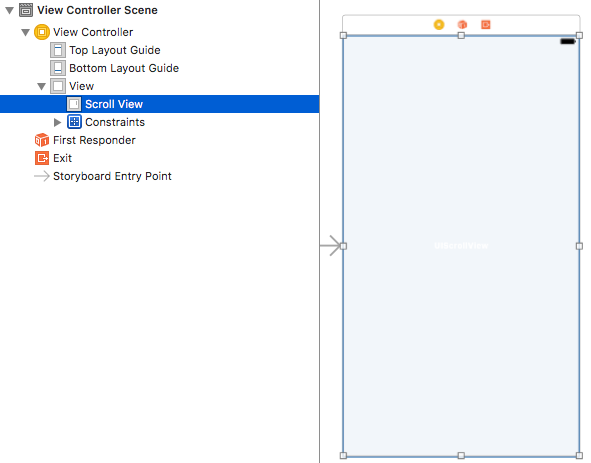 View Controller Scene
View Controller
Top Layout Guide
Bottom Layout Guide
View
Scroll View
Constraints
First Responder
Exit
Storyboard Entry Point
UIScrollView